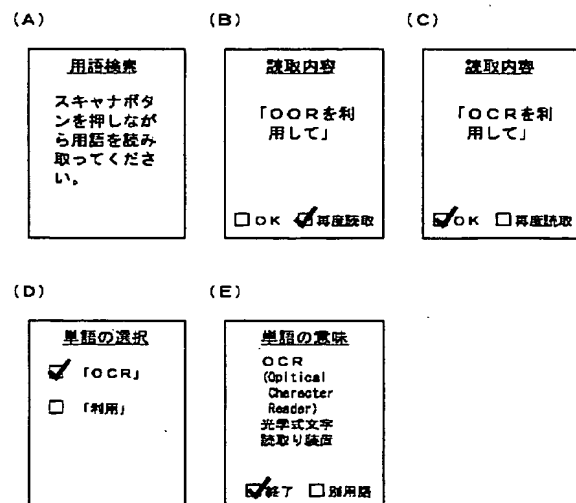 (A)
(B)
(C)
用語検索
スキャナボタ
ンを押しなが
ら用語を読み
取ってくださ
い。
読取内容
「OORを利
用して」
OK 再度読取
読取内容
「OCRを利
用して」
OK 再度読取
(D)
(E)
単語の選択
「OCR」
「利用」
単語の意味
OCR
(Opitical
Character
Reader)
光学式文字
読取り装置
終了 別用語